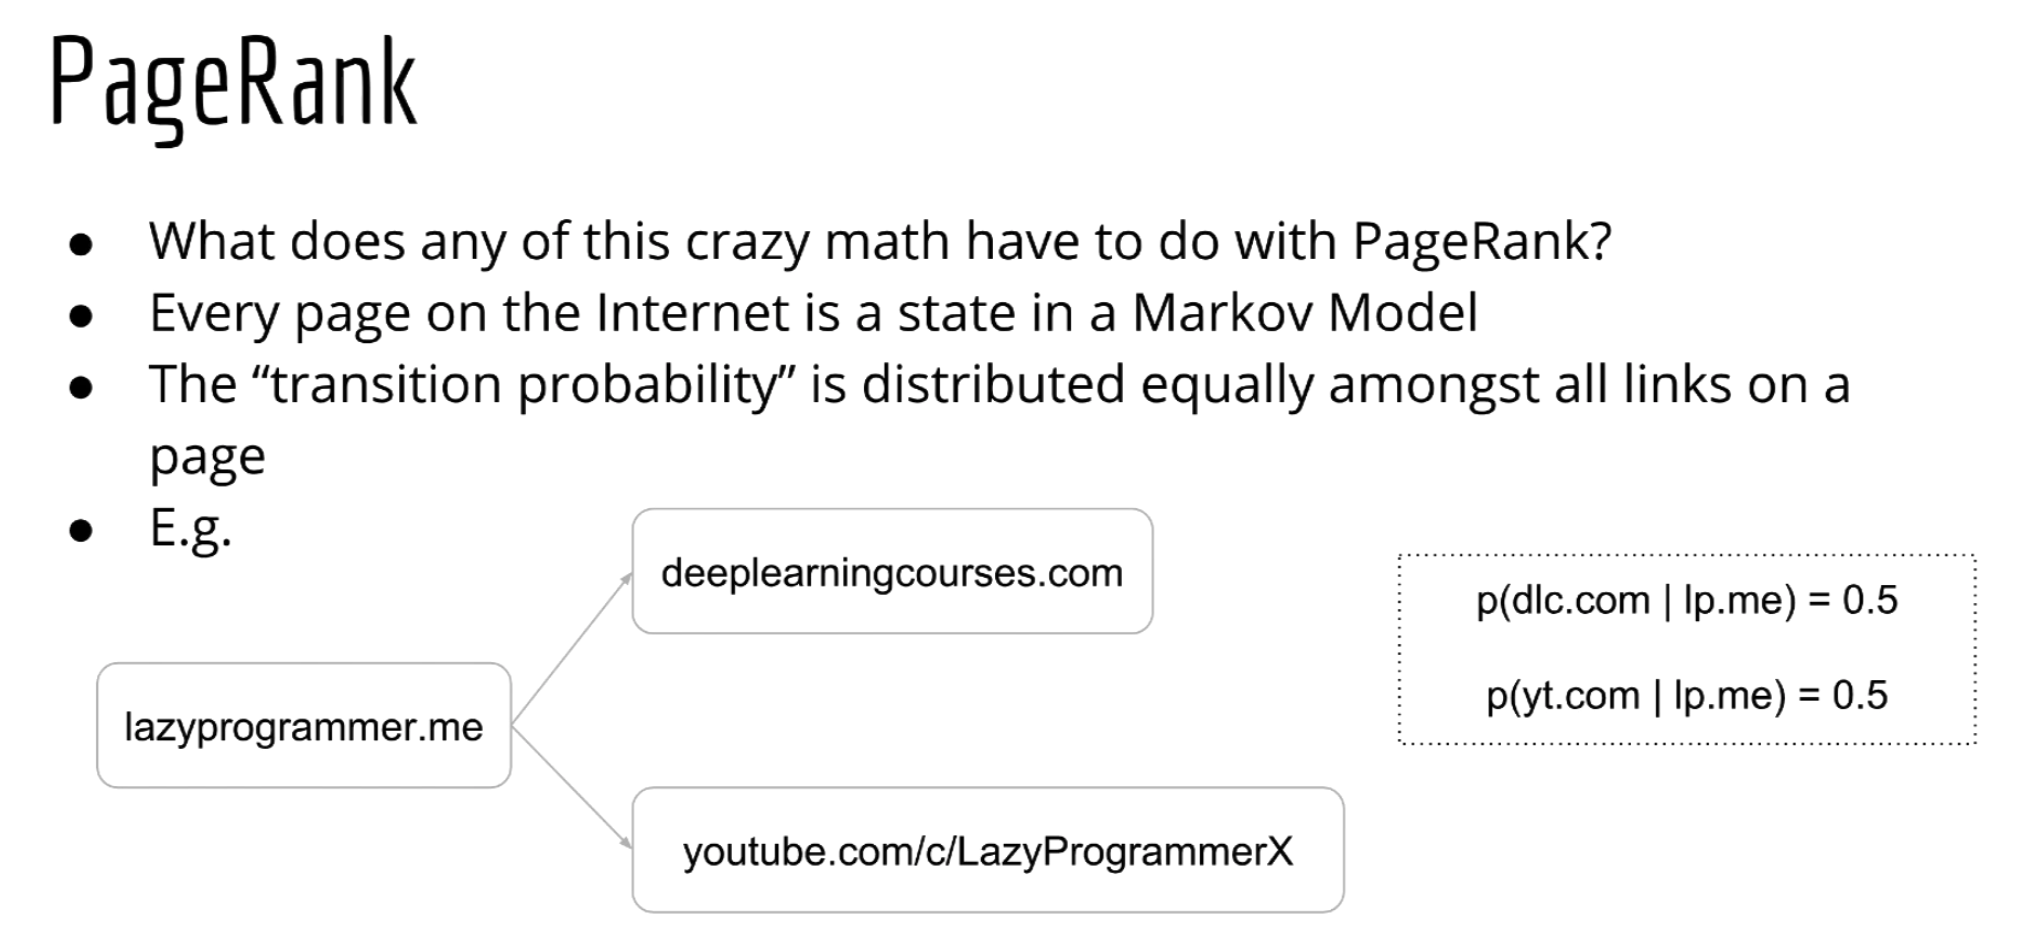 PageRank
● What does any of this crazy math have to do with PageRank?
● Every page on the Internet is a state in a Markov Model
● The “transition probability” is distributed equally amongst all links on a
page
● E.g.
deeplearningcourses.com
p(dlc.com | lp.me) = 0.5
p(yt.com | lp.me) = 0.5
lazyprogrammer.me
youtube.com/c/LazyProgrammerX